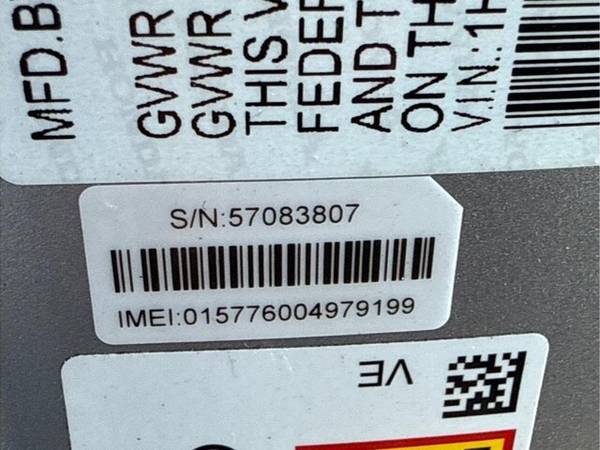 MFD.B
GVWR
GVWR
THIS V
FEDER
AND T
ON TH
V.I.N.:1H
S/N:57083807
IMEI:015776004979199
VE